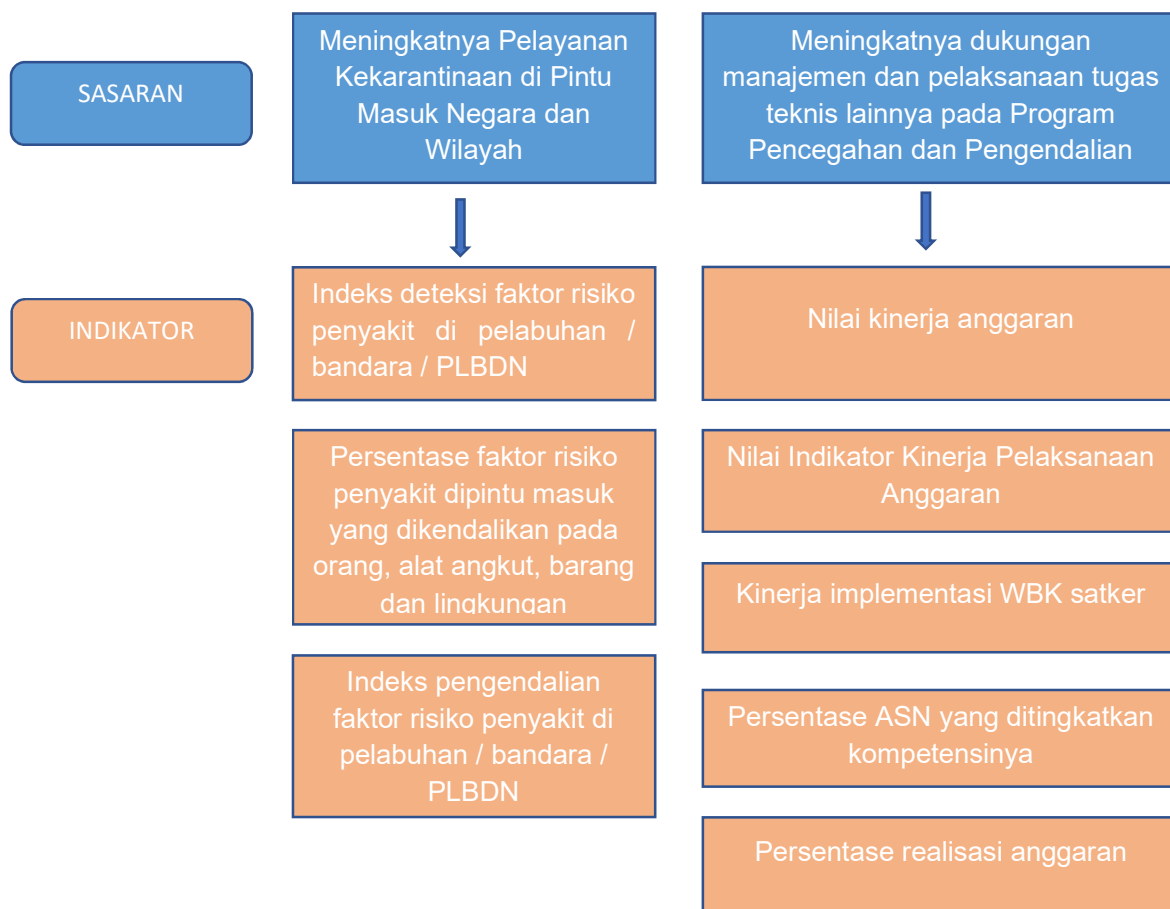 SASARAN
Meningkatnya Pelayanan
Kekarantinaan di Pintu
Masuk Negara dan
Wilayah
Meningkatnya dukungan
manajemen dan pelaksanaan tugas
teknis lainnya pada Program
Pencegahan dan Pengendalian
INDIKATOR
Indeks deteksi faktor risiko
penyakit di pelabuhan /
bandara / PLBDN
Persentase faktor risiko
penyakit dipintu masuk
yang dikendalikan pada
orang, alat angkut, barang
dan lingkungan
Indeks pengendalian
faktor risiko penyakit di
pelabuhan / bandara /
PLBDN
Nilai kinerja anggaran
Nilai Indikator Kinerja Pelaksanaan
Anggaran
Kinerja implementasi WBK satker
Persentase ASN yang ditingkatkan
kompetensinya
Persentase realisasi anggaran